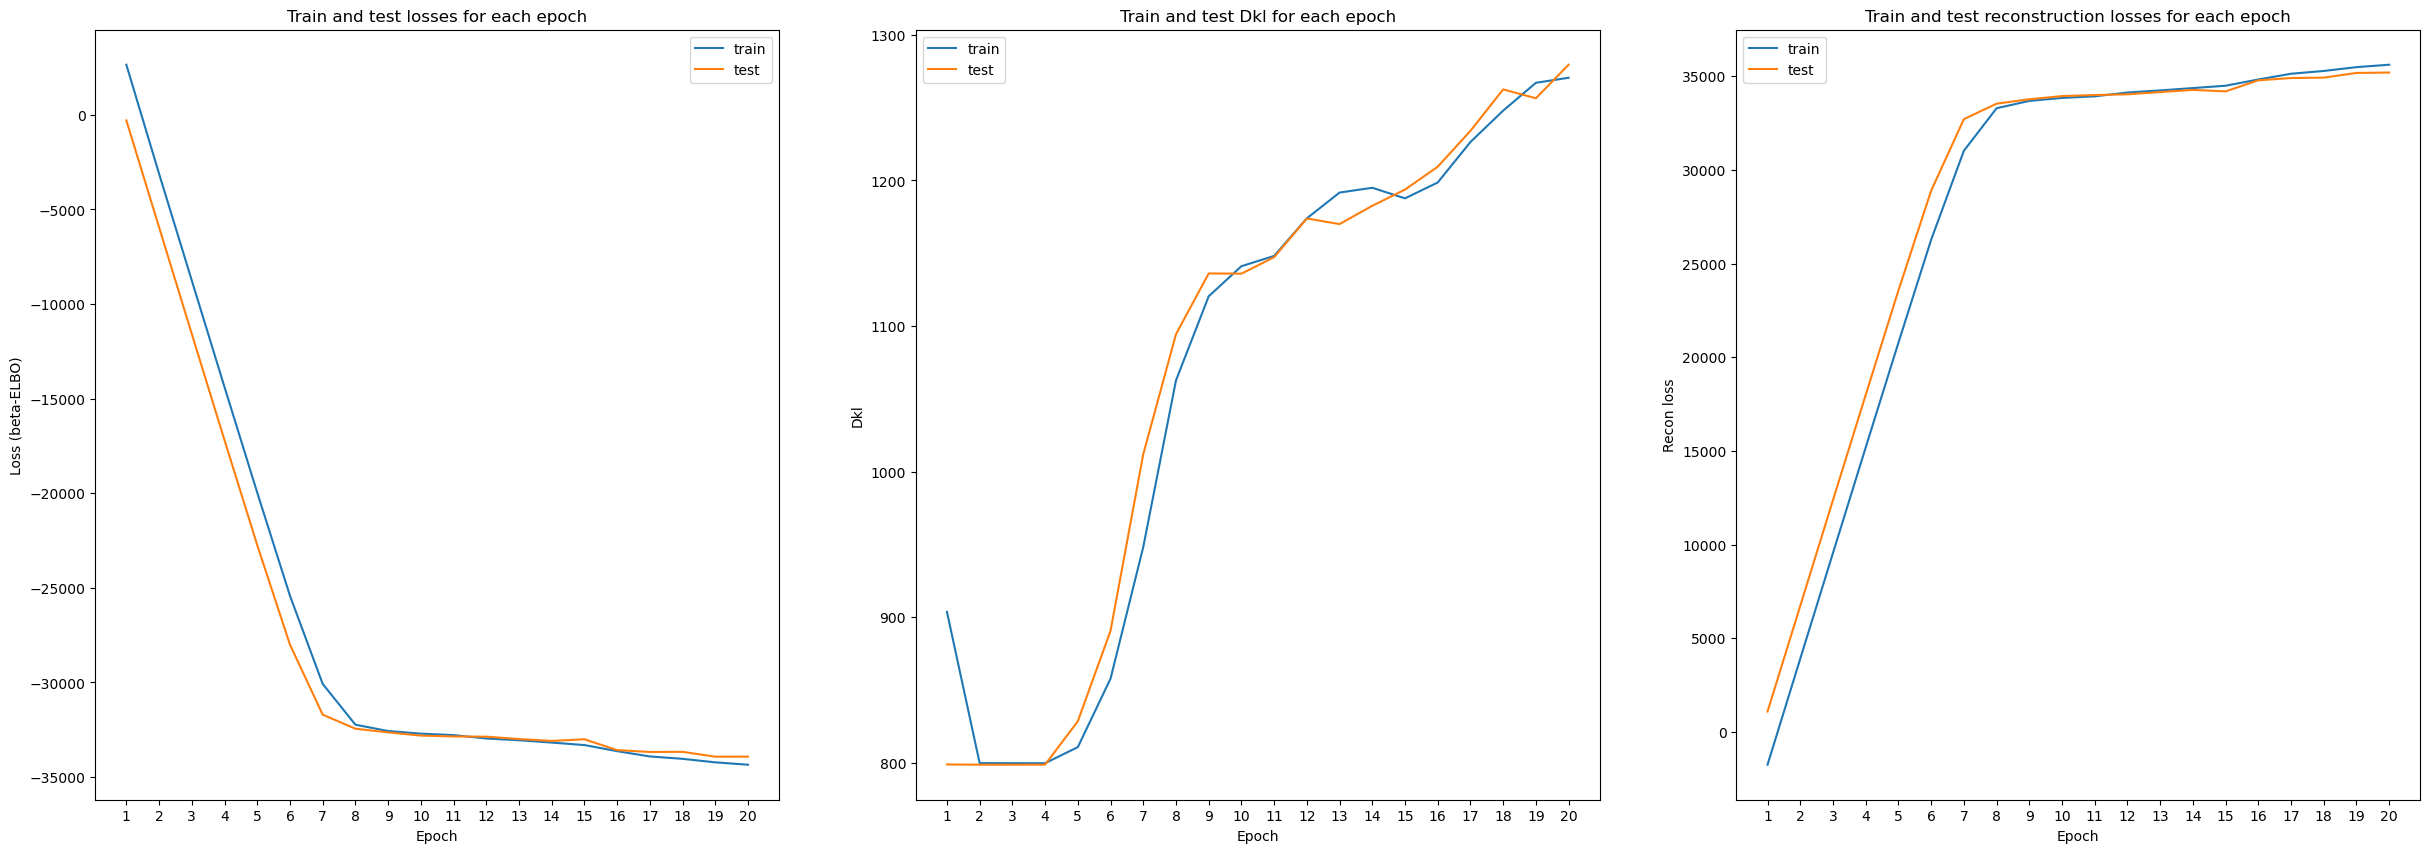 Train and test losses for each epoch
train
test
0
−5000
−10000
−15000
−20000
−25000
−30000
−35000
Loss (beta-ELBO)
1 2 3 4 5 6 7 8 9 10 11 12 13 14 15 16 17 18 19 20
Epoch
Train and test Dkl for each epoch
train
test
1300
1200
1100
1000
900
800
Dkl
1 2 3 4 5 6 7 8 9 10 11 12 13 14 15 16 17 18 19 20
Epoch
Train and test reconstruction losses for each epoch
train
test
35000
30000
25000
20000
15000
10000
5000
0
Recon loss
1 2 3 4 5 6 7 8 9 10 11 12 13 14 15 16 17 18 19 20
Epoch